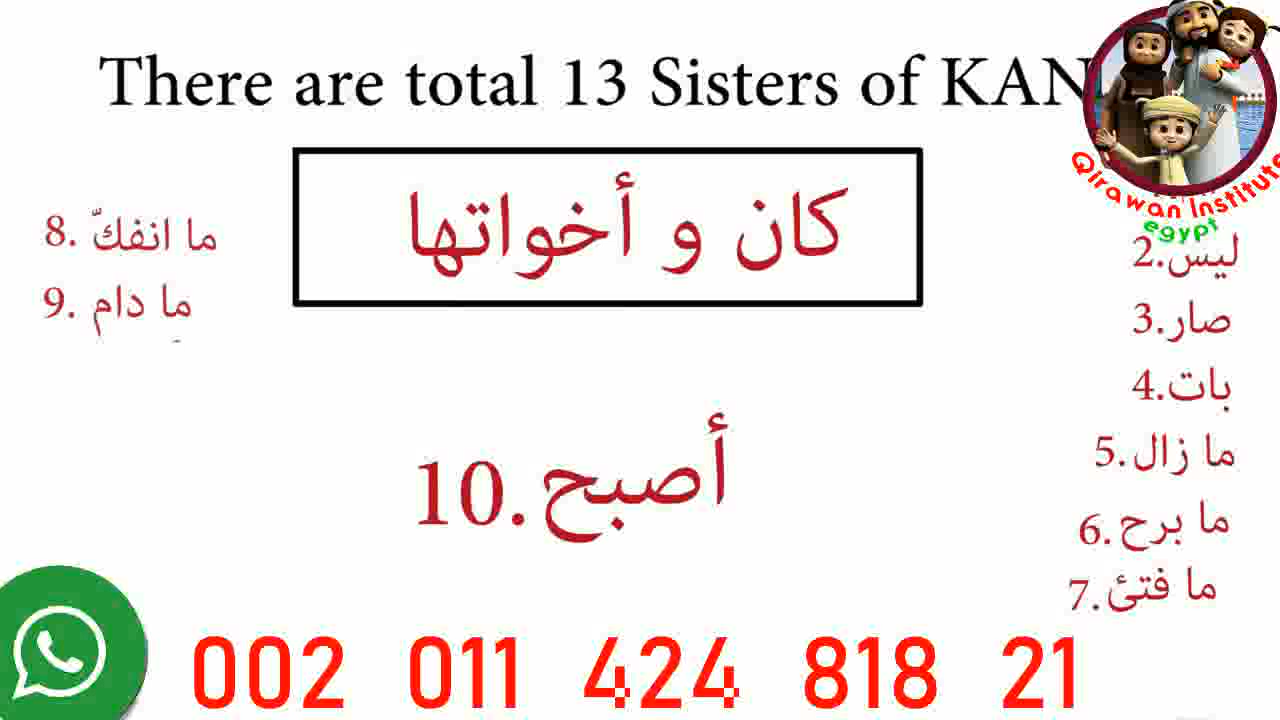 There are total 13 Sisters of KAN
كان و أخواتها
Qirawan Institute
egypt
2.ليس
3.صار
4.بات
5.ما زال
6.ما برح
7.ما فتئ
8. ما انفكّ
9. ما دام
10.أصبح
002 011 424 818 21